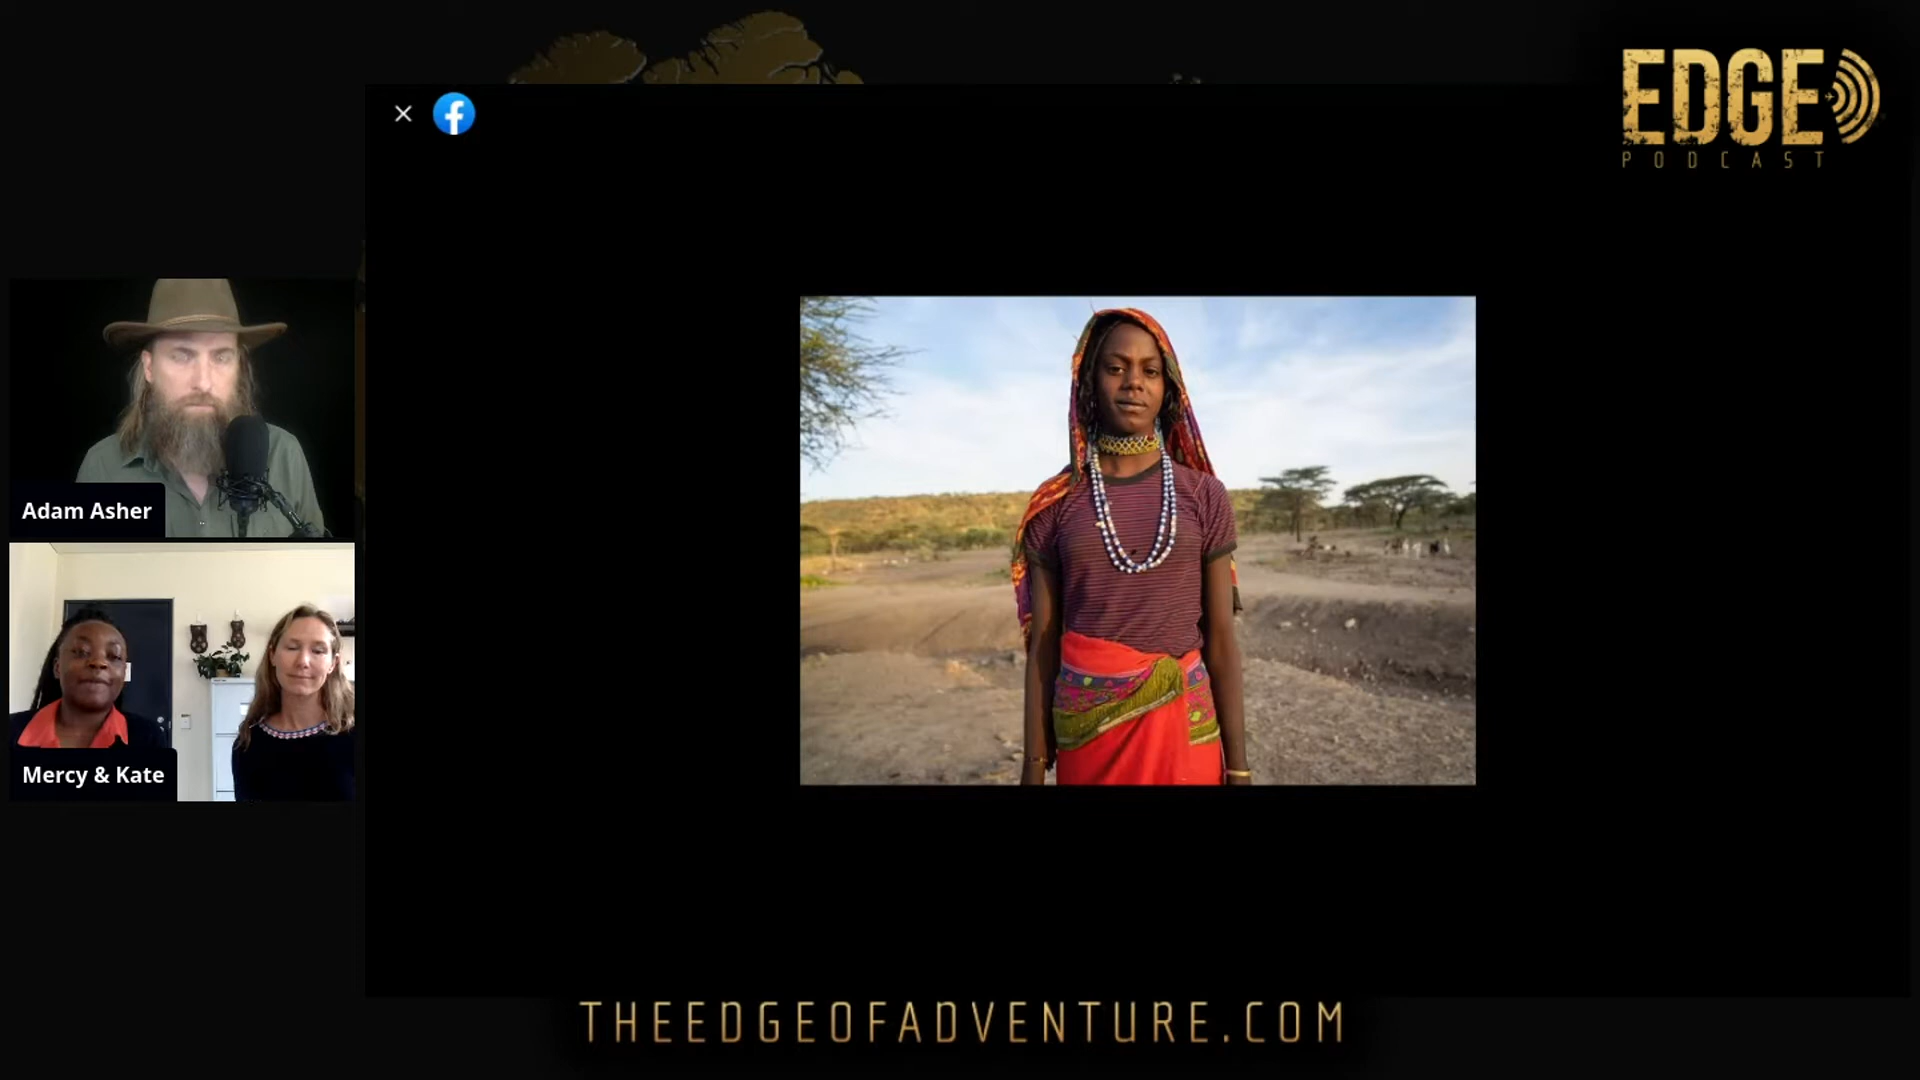 EDGE
PODCAST
Adam Asher
Mercy & Kate
THEEDGEOFADVENTURE.COM